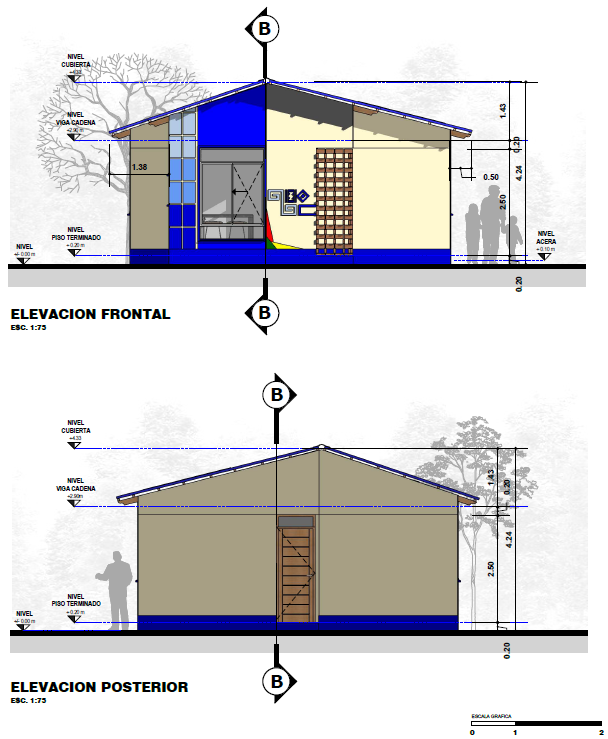 B
NIVEL
CUBIERTA
+4.33
NIVEL
VIGA CADENA
+2.90 m
1.38
NIVEL
PISO TERMINADO
+ 0.20 m
NIVEL
+/- 0.00 m
1.43
0.20
4.24
0.50
2.50
NIVEL
ACERA
+ 0.10 m
0.20
B
ELEVACION FRONTAL
ESC. 1:75
B
NIVEL
CUBIERTA
+4.33
NIVEL
VIGA CADENA
+2.90m
1.43
0.20
4.24
2.50
NIVEL
PISO TERMINADO
+ 0.20 m
NIVEL
+/- 0.00 m
0.20
B
ELEVACION POSTERIOR
ESC. 1:75
ESCALA GRAFICA
0 1 2